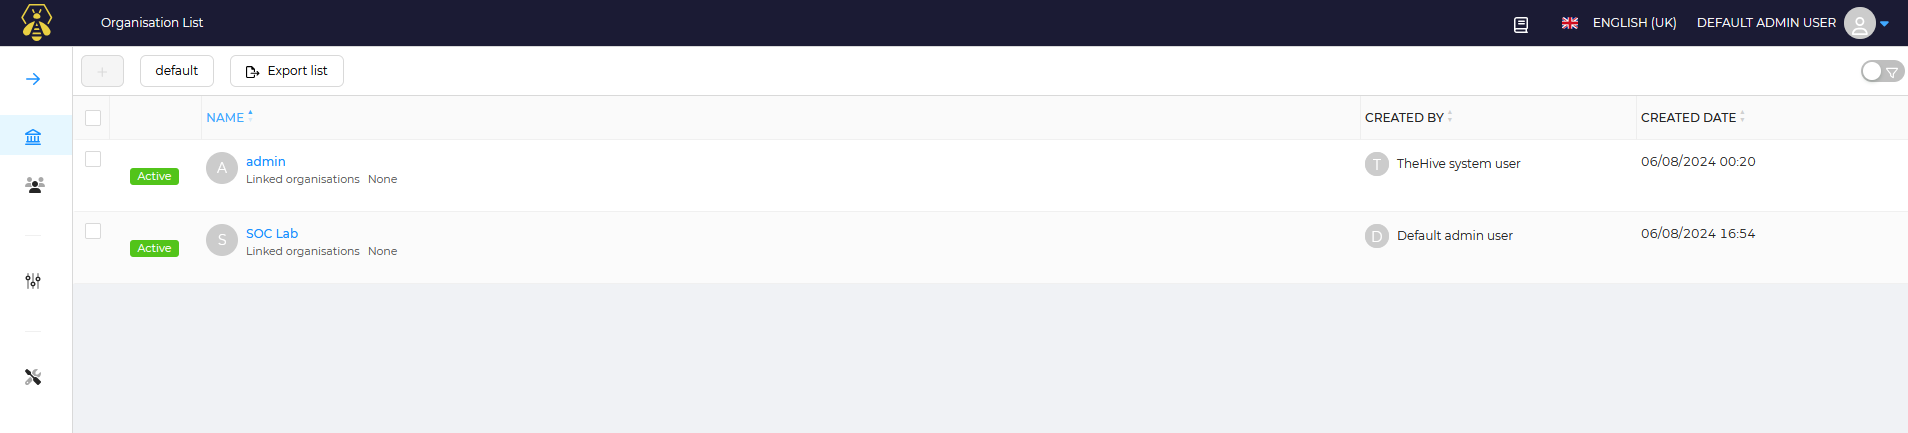 Organisation List ENGLISH (UK) DEFAULT ADMIN USER
default Export list
NAME CREATED BY CREATED DATE
Active A admin T TheHive system user 06/08/2024 00:20
Linked organisations None
Active S SOC Lab D Default admin user 06/08/2024 16:54
Linked organisations None